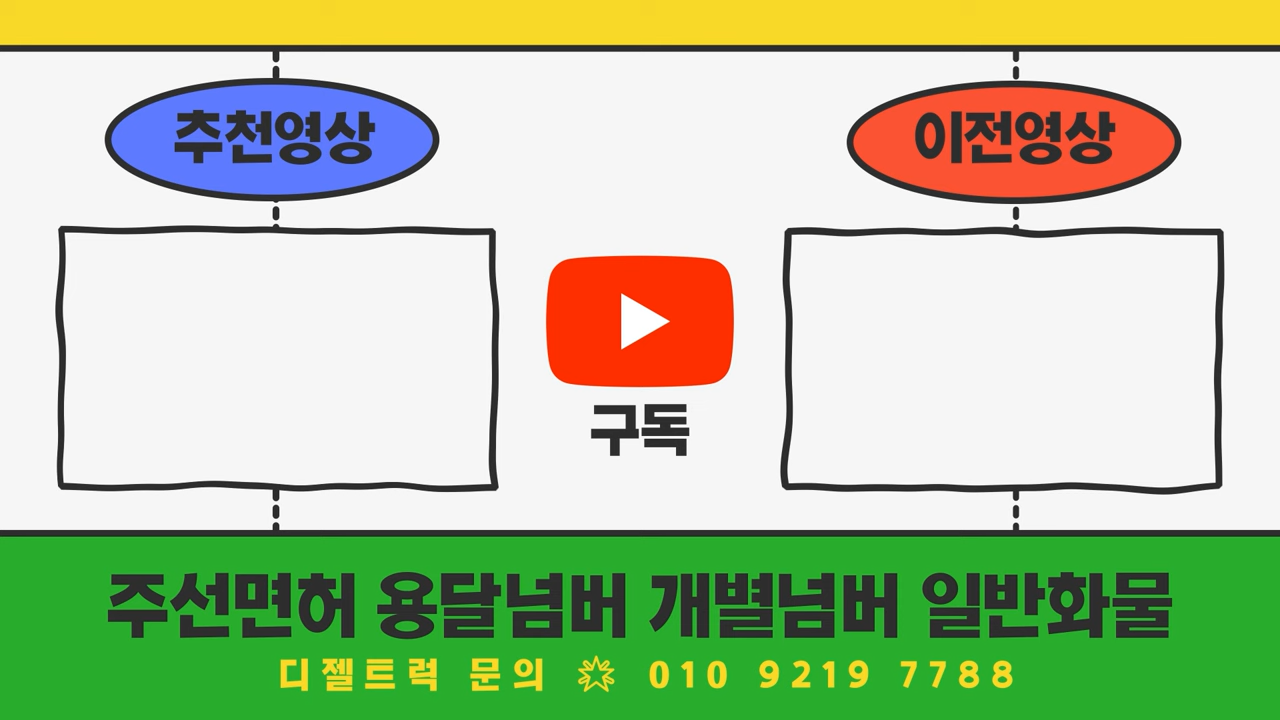 추천영상
이전영상
구독
주선면허 용달넘버 개별넘버 일반화물
디젤트럭 문의 010 9219 7788